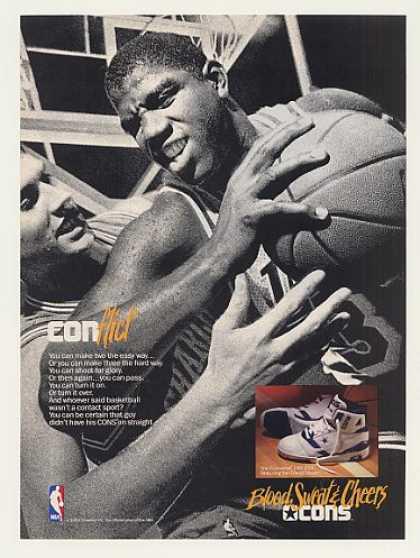 CONflict
You can make two the easy way...
Or you can make three the hard way.
You can shoot for glory.
Or then again...you can pass.
You can turn it on.
Or turn it over.
And whoever said basketball
wasn't a contact sport?
You can be certain that guy
didn't have his CONS on straight.
Blood, Sweat & Cheers
CONS
NBA